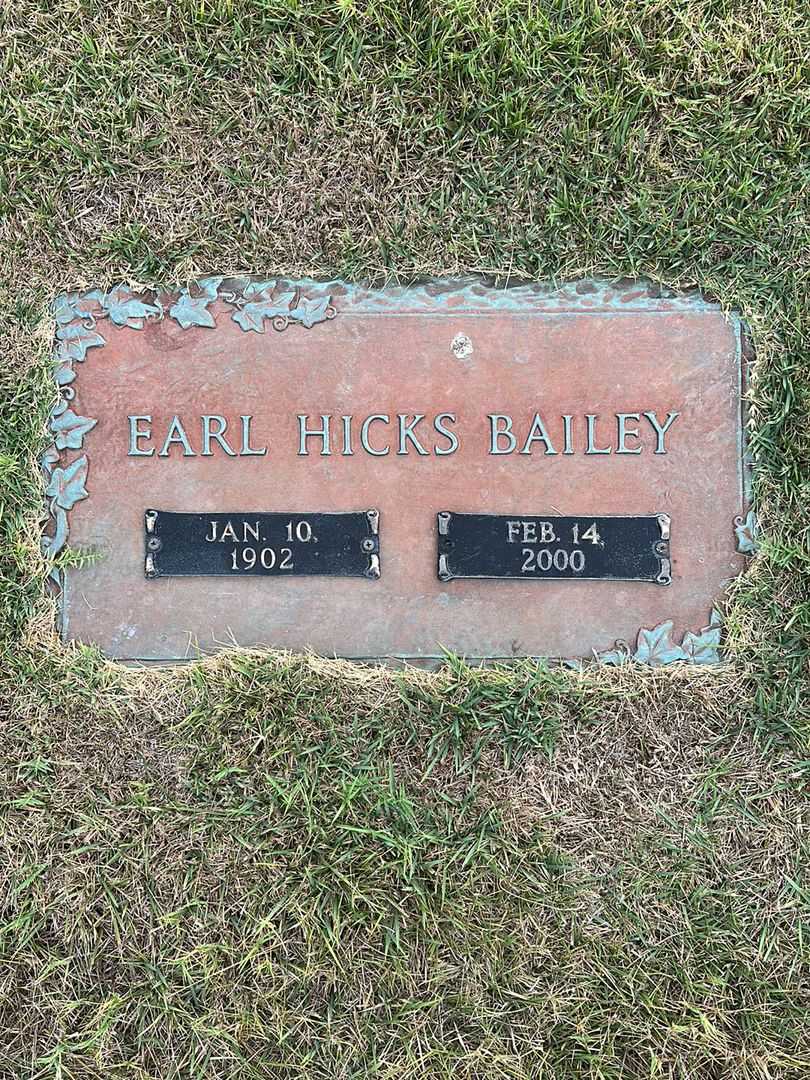 EARL HICKS BAILEY
JAN. 10,
1902
FEB. 14,
2000